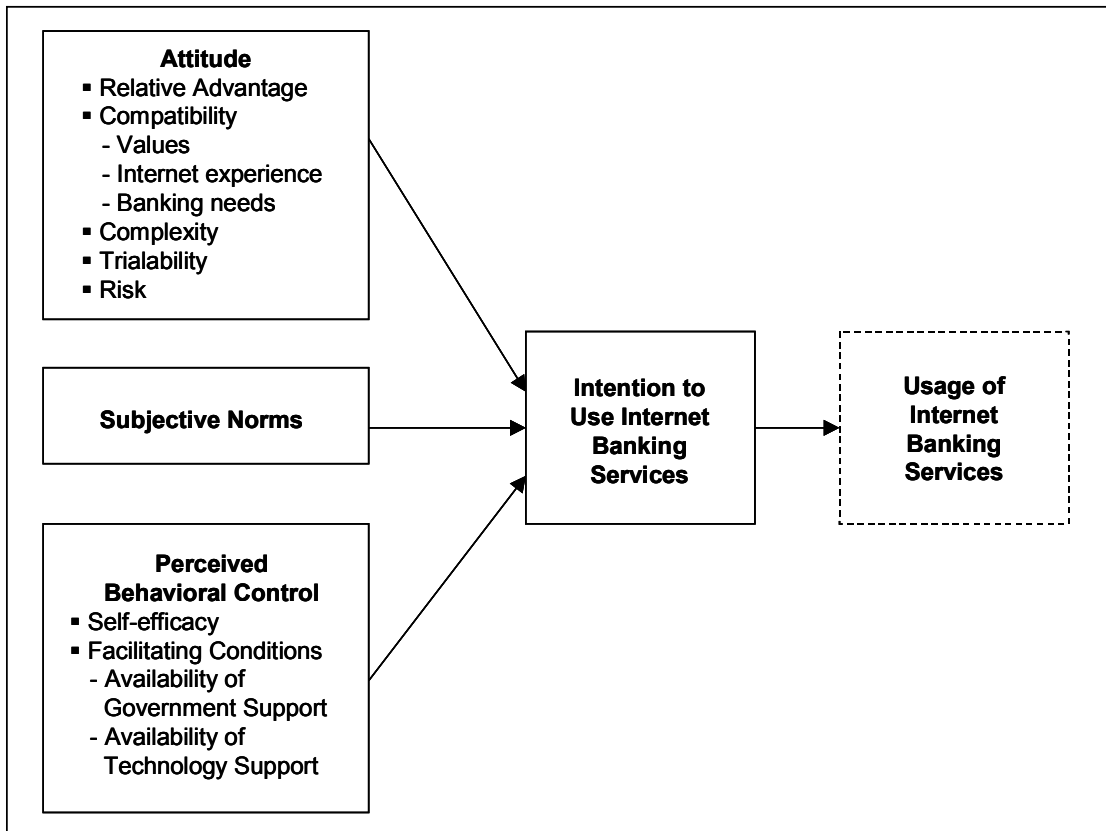 Attitude
▪ Relative Advantage
▪ Compatibility
- Values
- Internet experience
- Banking needs
▪ Complexity
▪ Trialability
▪ Risk
Subjective Norms
Perceived
Behavioral Control
▪ Self-efficacy
▪ Facilitating Conditions
- Availability of
Government Support
- Availability of
Technology Support
Intention to
Use Internet
Banking
Services
Usage of
Internet
Banking
Services